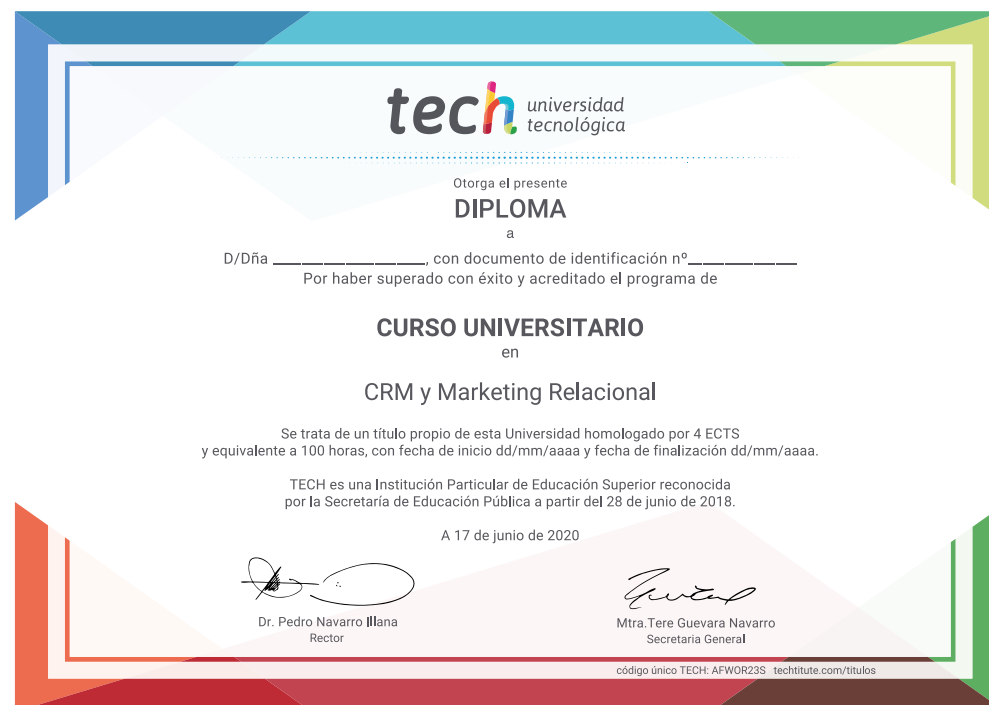 tech universidad
tecnológica
Otorga el presente
DIPLOMA
a
D/Dña ___________________, con documento de identificación nº______________
Por haber superado con éxito y acreditado el programa de
CURSO UNIVERSITARIO
en
CRM y Marketing Relacional
Se trata de un título propio de esta Universidad homologado por 4 ECTS
y equivalente a 100 horas, con fecha de inicio dd/mm/aaaa y fecha de finalización dd/mm/aaaa.
TECH es una Institución Particular de Educación Superior reconocida
por la Secretaría de Educación Pública a partir del 28 de junio de 2018.
A 17 de junio de 2020
Dr. Pedro Navarro Illana
Rector
Mtra.Tere Guevara Navarro
Secretaria General
código único TECH: AFWOR23S techtitute.com/titulos